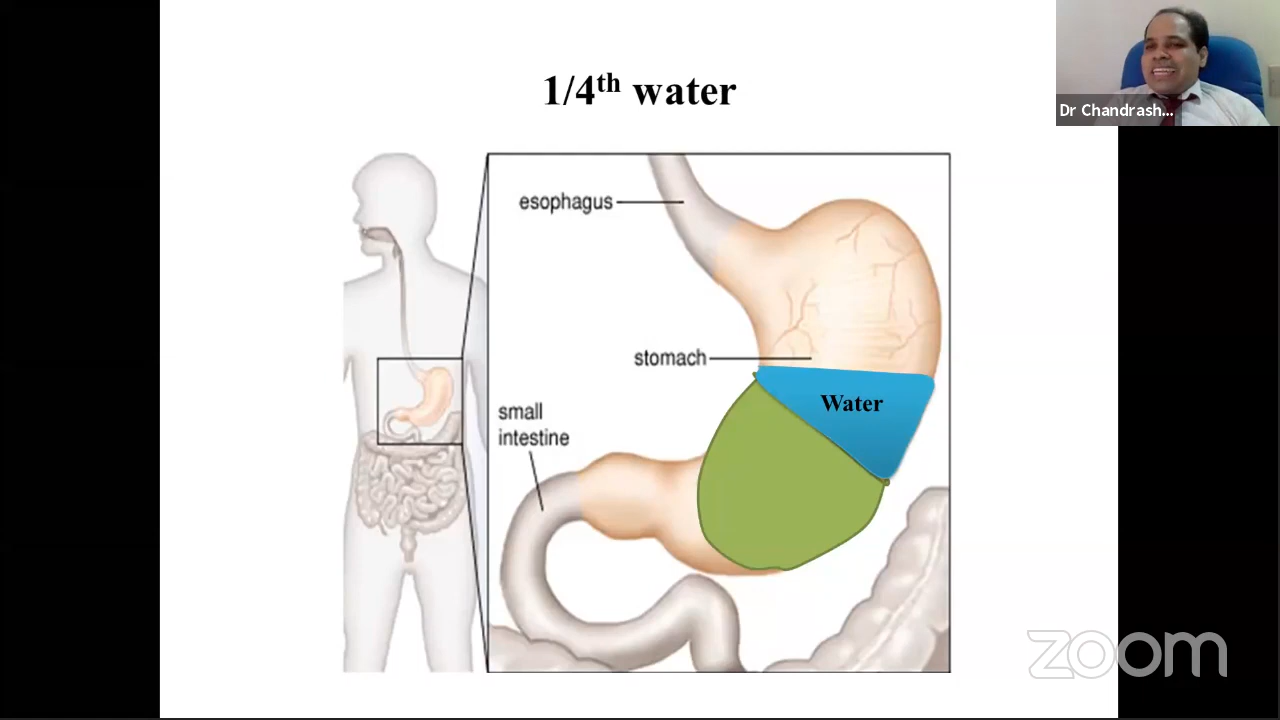 1/4th water
Dr Chandrash...
esophagus
stomach
Water
small
intestine
zoom